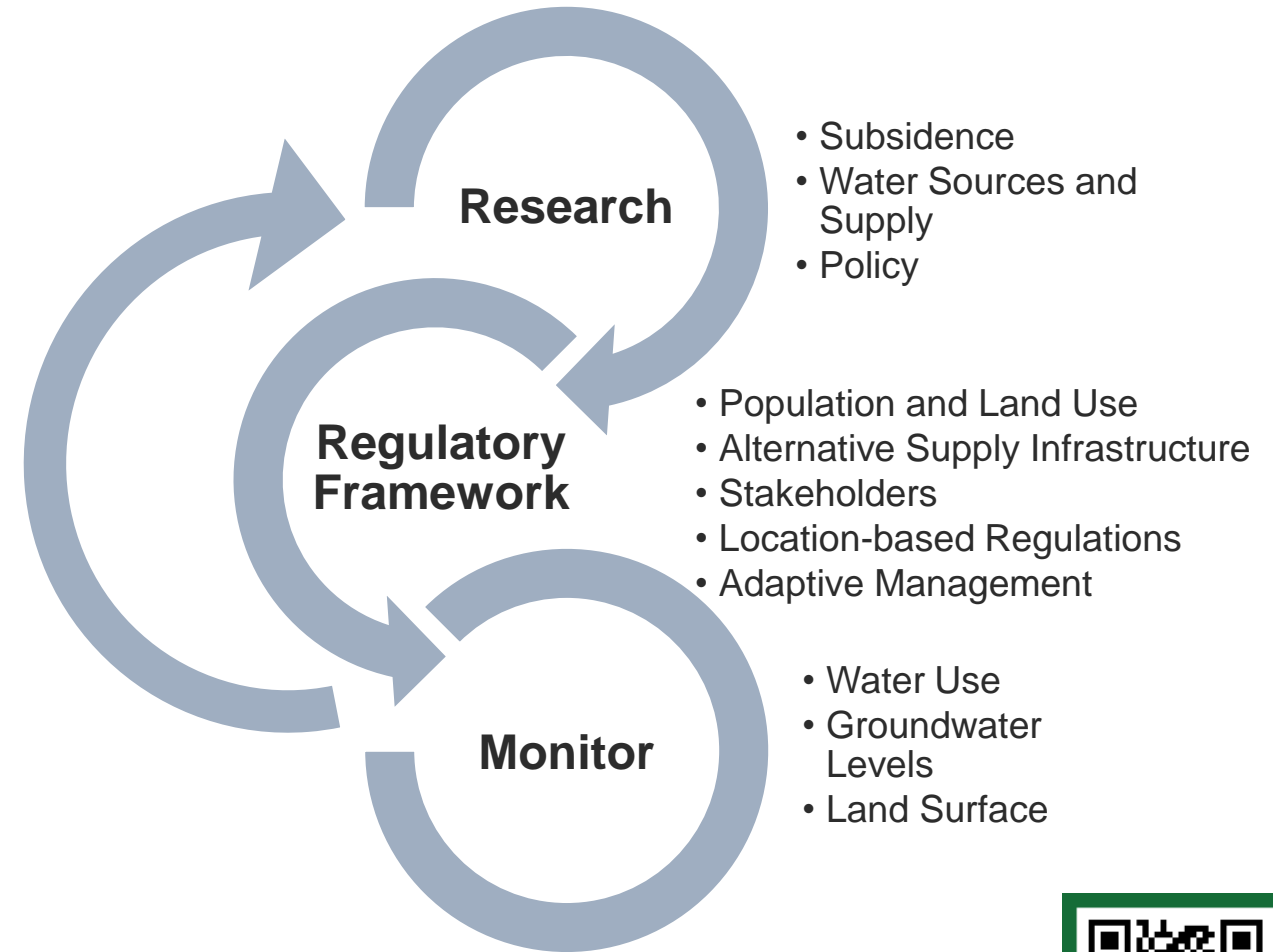 Research
• Subsidence
• Water Sources and
Supply
• Policy
Regulatory
Framework
• Population and Land Use
• Alternative Supply Infrastructure
• Stakeholders
• Location-based Regulations
• Adaptive Management
Monitor
• Water Use
• Groundwater
Levels
• Land Surface